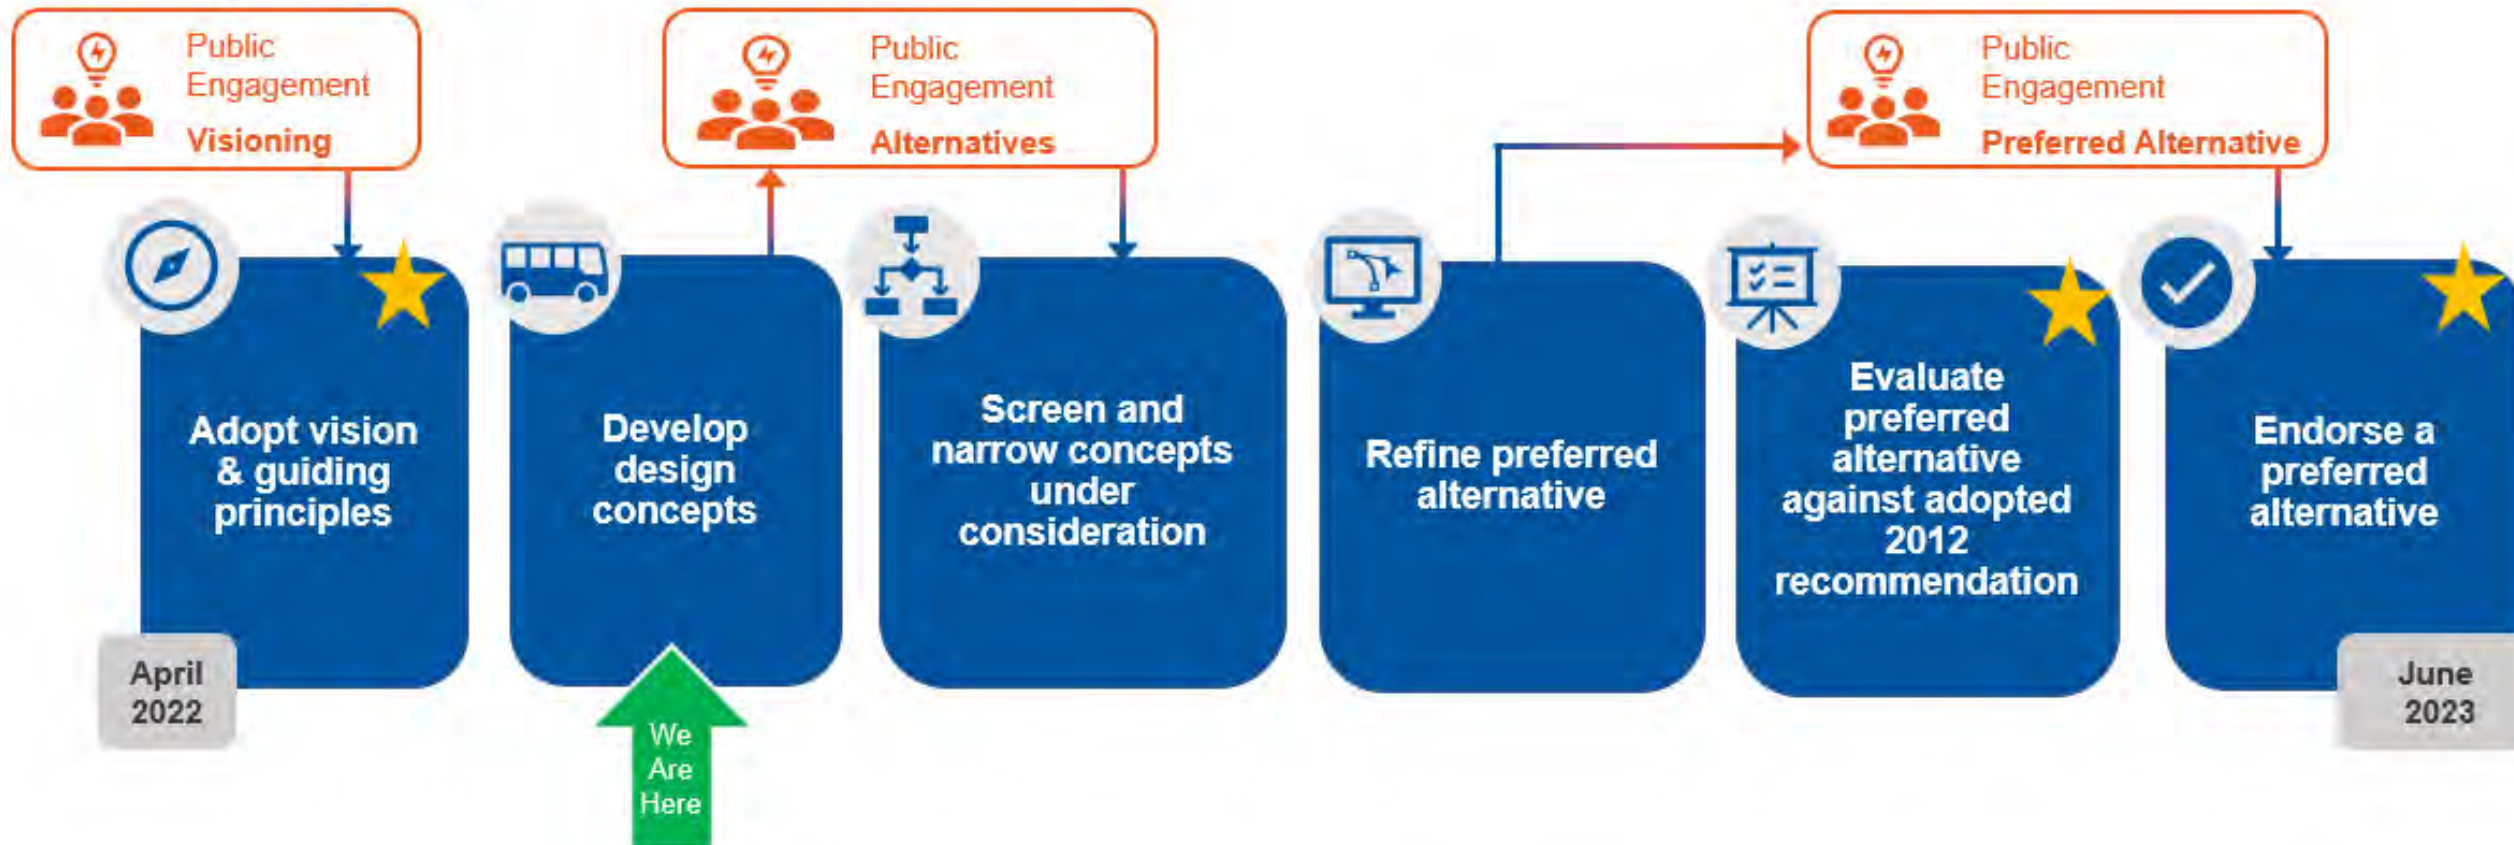 Public
Engagement
Visioning
Public
Engagement
Alternatives
Public
Engagement
Preferred Alternative
Adopt vision
& guiding
principles
Develop
design
concepts
Screen and
narrow concepts
under
consideration
Refine preferred
alternative
Evaluate
preferred
alternative
against adopted
2012
recommendation
Endorse a
preferred
alternative
April
2022
We
Are
Here
June
2023